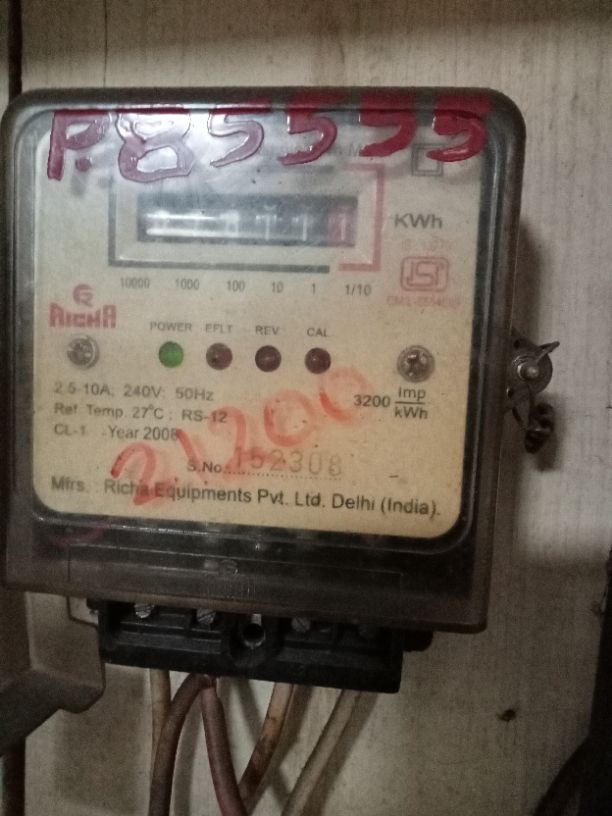 P.85555
KWh
10000 1000 100 10 1 1/10
ISI
RICHA
POWER EFLT REV CAL
2.5-10A; 240V; 50Hz
3200 Imp/kWh
Ref. Temp. 27°C ; RS-12
CL-1 Year 2008
21200
S.No. 152308
Mfrs. : Richa Equipments Pvt. Ltd. Delhi (India).